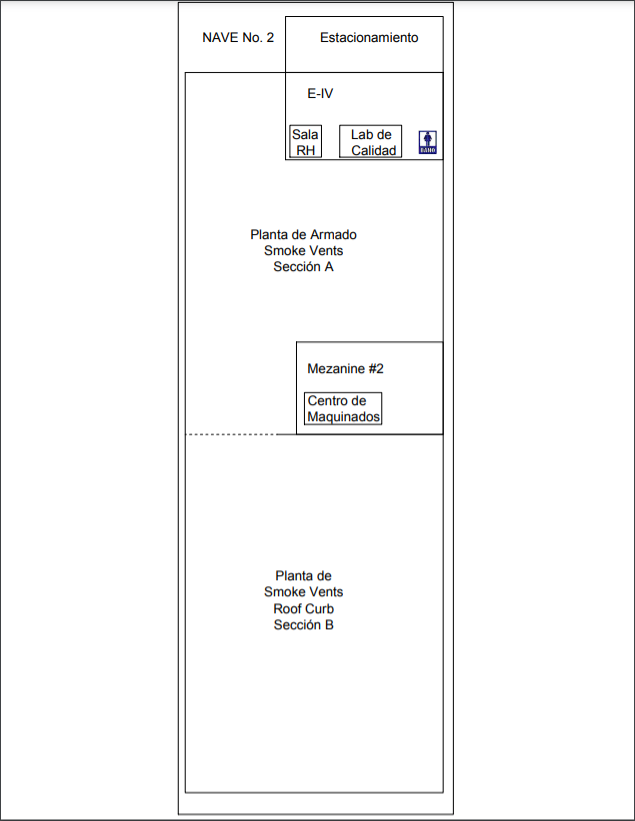 NAVE No. 2
Estacionamiento
E-IV
Sala
RH
Lab de
Calidad
BAÑO
Planta de Armado
Smoke Vents
Sección A
Mezanine #2
Centro de
Maquinados
Planta de
Smoke Vents
Roof Curb
Sección B